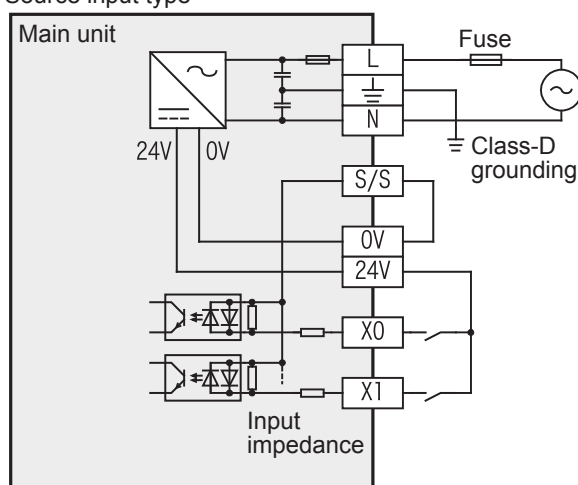 Source input type
Main unit
L
Fuse
N
24V 0V
Class-D
grounding
S/S
0V
24V
X0
X1
Input
impedance